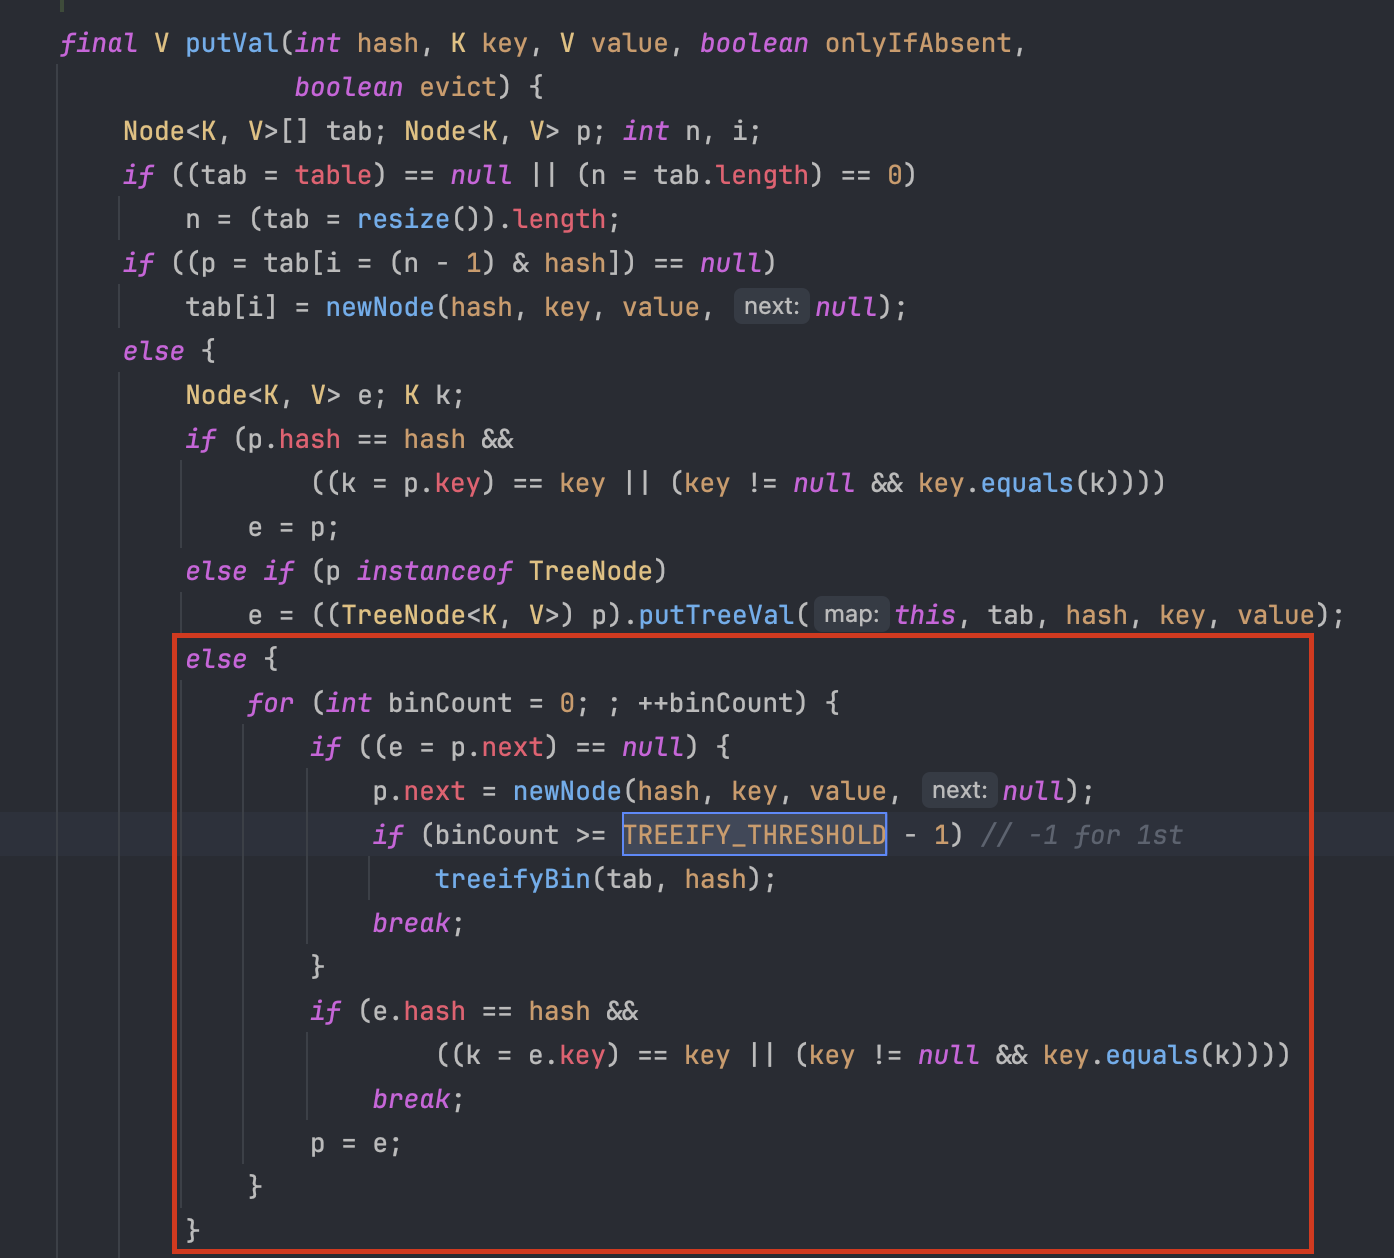 final V putVal(int hash, K key, V value, boolean onlyIfAbsent,
boolean evict) {
Node<K, V>[] tab; Node<K, V> p; int n, i;
if ((tab = table) == null || (n = tab.length) == 0)
n = (tab = resize()).length;
if ((p = tab[i = (n - 1) & hash]) == null)
tab[i] = newNode(hash, key, value, next: null);
else {
Node<K, V> e; K k;
if (p.hash == hash &&
((k = p.key) == key || (key != null && key.equals(k))))
e = p;
else if (p instanceof TreeNode)
e = ((TreeNode<K, V>) p).putTreeVal( map: this, tab, hash, key, value);
else {
for (int binCount = 0; ; ++binCount) {
if ((e = p.next) == null) {
p.next = newNode(hash, key, value, next: null);
if (binCount >= TREEIFY_THRESHOLD - 1) // -1 for 1st
treeifyBin(tab, hash);
break;
}
if (e.hash == hash &&
((k = e.key) == key || (key != null && key.equals(k))))
break;
p = e;
}
}